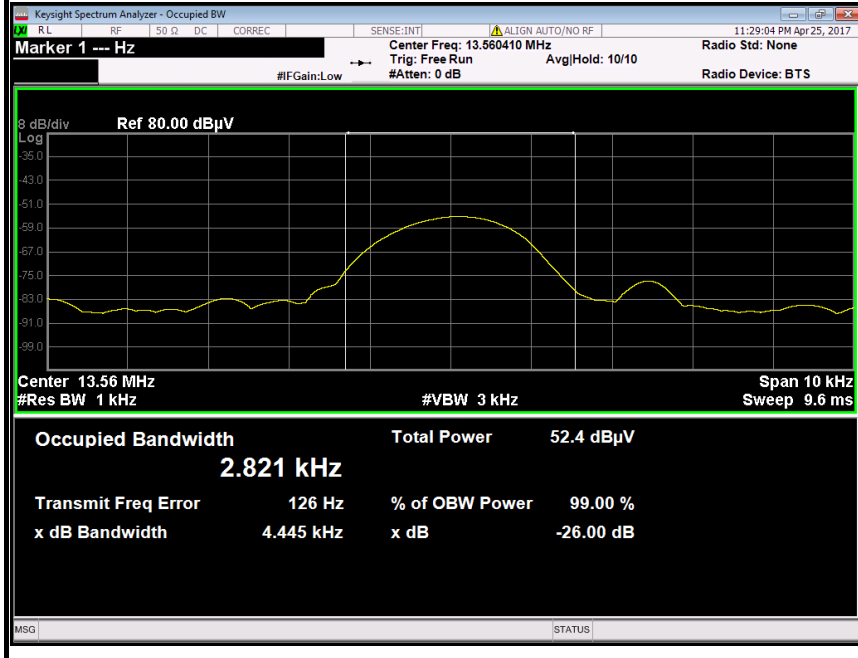 Keysight Spectrum Analyzer - Occupied BW
LXI RL RF 50 Ω DC CORREC SENSE:INT ALIGN AUTO/NO RF 11:29:04 PM Apr 25, 2017
Marker 1 --- Hz Center Freq: 13.560410 MHz Radio Std: None
Trig: Free Run Avg|Hold: 10/10
#IFGain:Low #Atten: 0 dB Radio Device: BTS
8 dB/div Ref 80.00 dBµV
Log
-35.0
-43.0
-51.0
-59.0
-67.0
-75.0
-83.0
-91.0
-99.0
Center 13.56 MHz Span 10 kHz
#Res BW 1 kHz #VBW 3 kHz Sweep 9.6 ms
Occupied Bandwidth Total Power 52.4 dBµV
2.821 kHz
Transmit Freq Error 126 Hz % of OBW Power 99.00 %
x dB Bandwidth 4.445 kHz x dB -26.00 dB
MSG STATUS